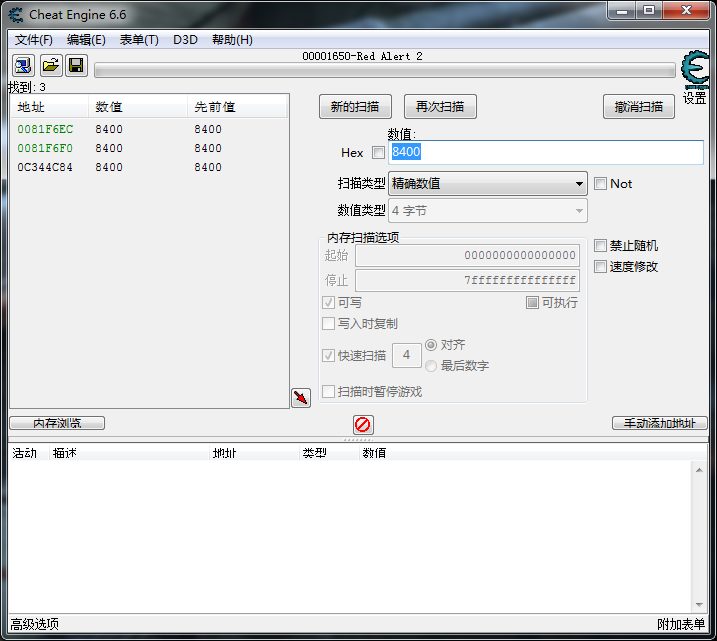 Cheat Engine 6.6
文件(F) 编辑(E) 表单(T) D3D 帮助(H)
00001650-Red Alert 2
设置
找到: 3
地址 数值 先前值
0081F6EC 8400 8400
0081F6F0 8400 8400
0C344C84 8400 8400
新的扫描 再次扫描 撤消扫描
数值:
Hex 8400
扫描类型 精确数值 Not
数值类型 4 字节
内存扫描选项
起始 0000000000000000
停止 7fffffffffffffff
可写 可执行
写入时复制
快速扫描 4 对齐
最后数字
扫描时暂停游戏
禁止随机
速度修改
内存浏览 手动添加地址
活动 描述 地址 类型 数值
高级选项 附加表单